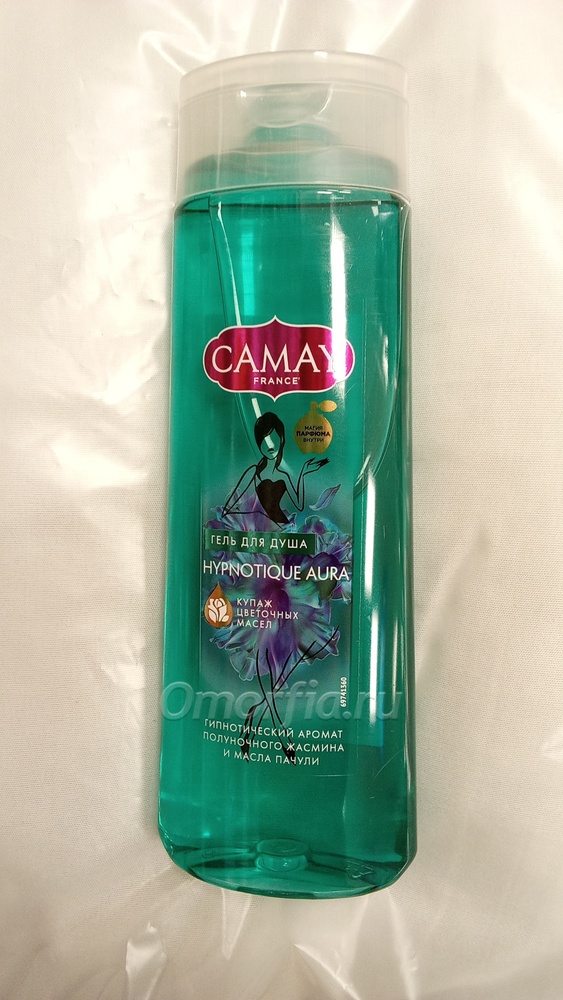 CAMAY
FRANCE
МАГИЯ
ПАРФЮМА
ВНУТРИ
ГЕЛЬ ДЛЯ ДУША
HYPNOTIQUE AURA
КУПАЖ
ЦВЕТОЧНЫХ
МАСЕЛ
69741360
Omorfia.ru
ГИПНОТИЧЕСКИЙ АРОМАТ
ПОЛУНОЧНОГО ЖАСМИНА
И МАСЛА ПАЧУЛИ